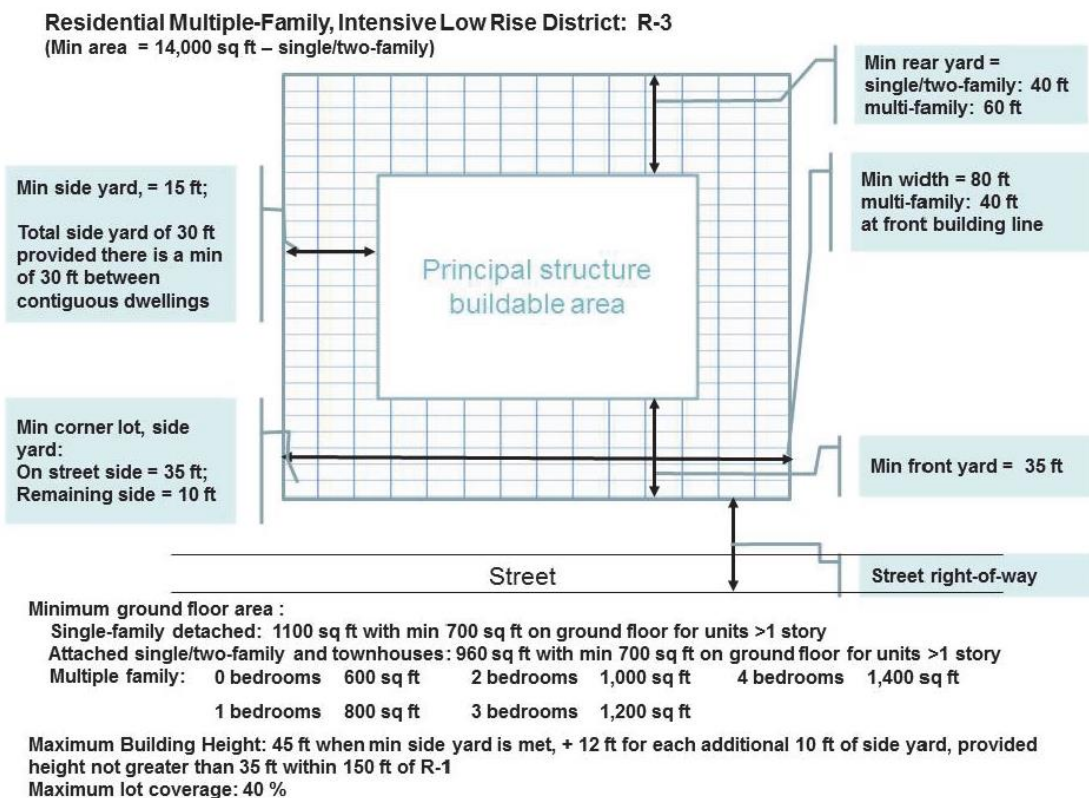 Residential Multiple-Family, Intensive Low Rise District: R-3
(Min area = 14,000 sq ft – single/two-family)
Min rear yard =
single/two-family: 40 ft
multi-family: 60 ft
Min side yard, = 15 ft;
Total side yard of 30 ft
provided there is a min
of 30 ft between
contiguous dwellings
Min width = 80 ft
multi-family: 40 ft
at front building line
Principal structure
buildable area
Min corner lot, side
yard:
On street side = 35 ft;
Remaining side = 10 ft
Min front yard = 35 ft
Street
Street right-of-way
Minimum ground floor area :
Single-family detached: 1100 sq ft with min 700 sq ft on ground floor for units >1 story
Attached single/two-family and townhouses: 960 sq ft with min 700 sq ft on ground floor for units >1 story
Multiple family: 0 bedrooms 600 sq ft 2 bedrooms 1,000 sq ft 4 bedrooms 1,400 sq ft
1 bedrooms 800 sq ft 3 bedrooms 1,200 sq ft
Maximum Building Height: 45 ft when min side yard is met, + 12 ft for each additional 10 ft of side yard, provided
height not greater than 35 ft within 150 ft of R-1
Maximum lot coverage: 40 %